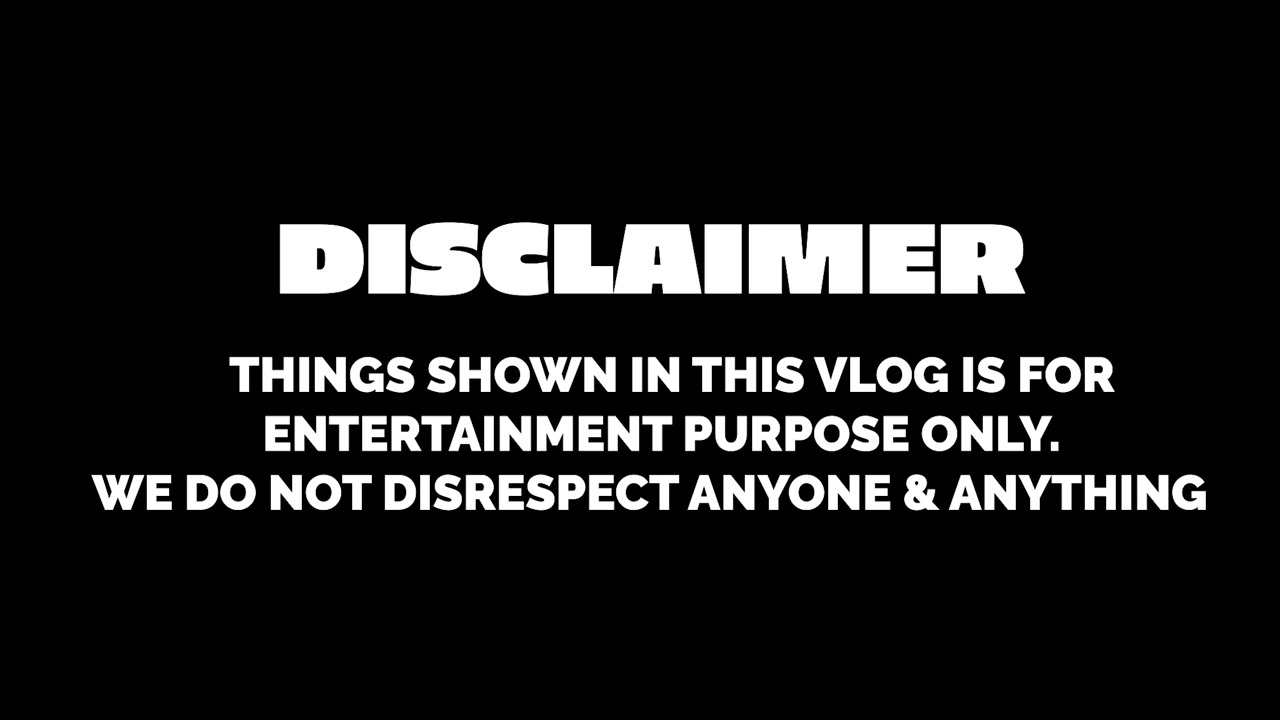 DISCLAIMER
THINGS SHOWN IN THIS VLOG IS FOR
ENTERTAINMENT PURPOSE ONLY.
WE DO NOT DISRESPECT ANYONE & ANYTHING